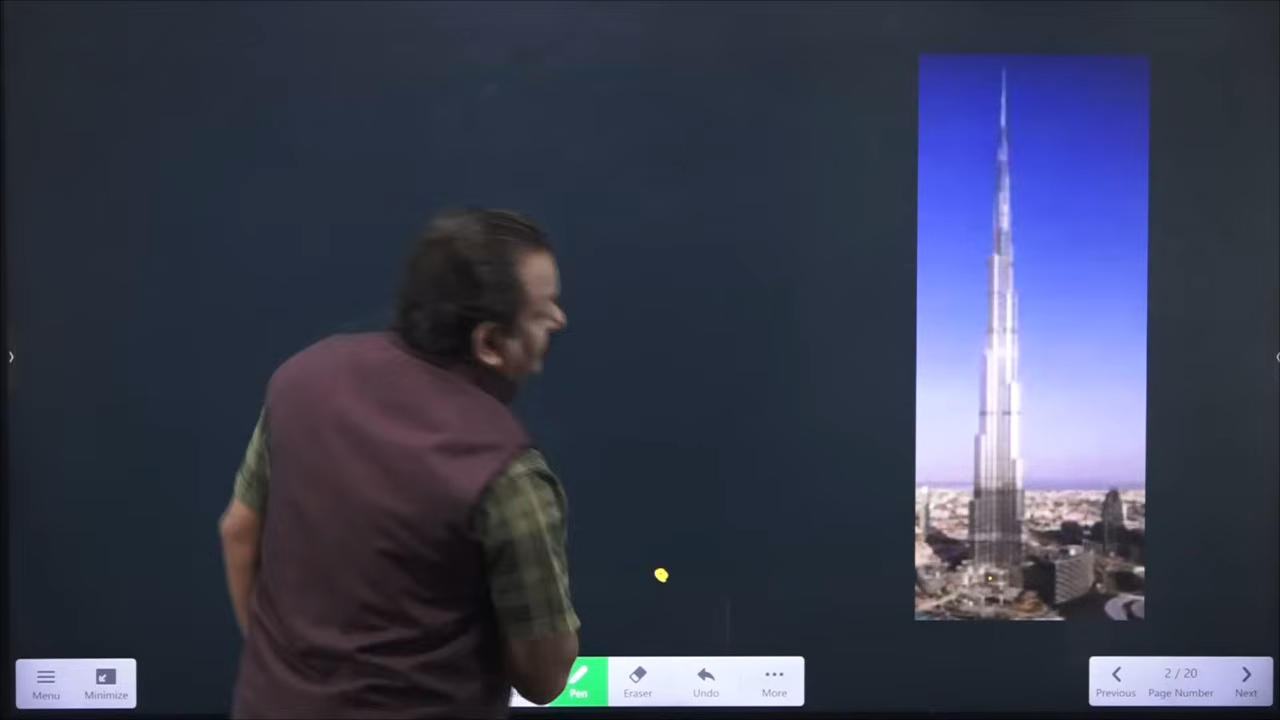 Menu
Minimize
Pen
Eraser
Undo
More
Previous
2 / 20
Page Number
Next